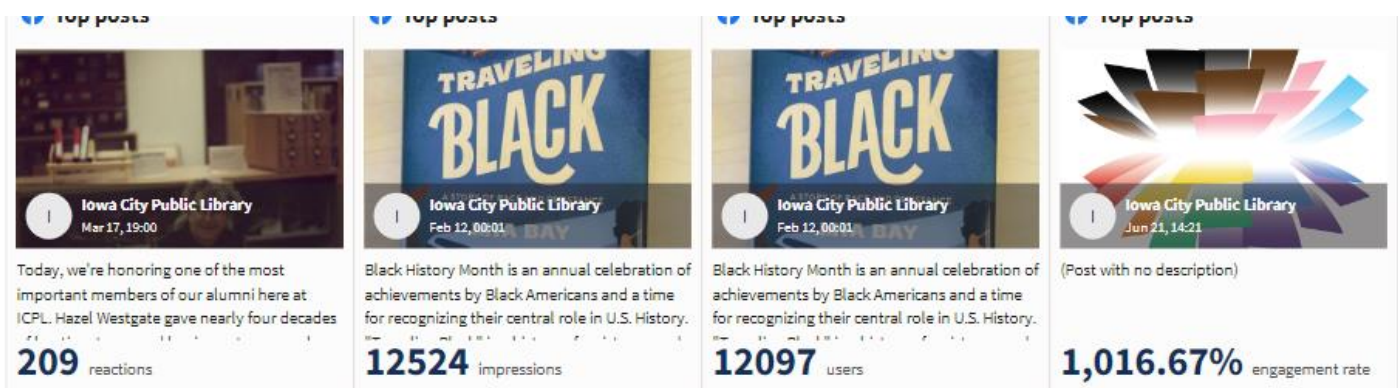 Top posts
Top posts
Top posts
Top posts
TRAVELING
BLACK
BAY
TRAVELING
BLACK
BAY
Iowa City Public Library
Mar 17, 19:00
Iowa City Public Library
Feb 12, 00:01
Iowa City Public Library
Feb 12, 00:01
Iowa City Public Library
Jun 21, 14:21
Today, we're honoring one of the most
important members of our alumni here at
ICPL. Hazel Westgate gave nearly four decades
Black History Month is an annual celebration of
achievements by Black Americans and a time
for recognizing their central role in U.S. History.
Black History Month is an annual celebration of
achievements by Black Americans and a time
for recognizing their central role in U.S. History.
(Post with no description)
209 reactions
12524 impressions
12097 users
1,016.67% engagement rate